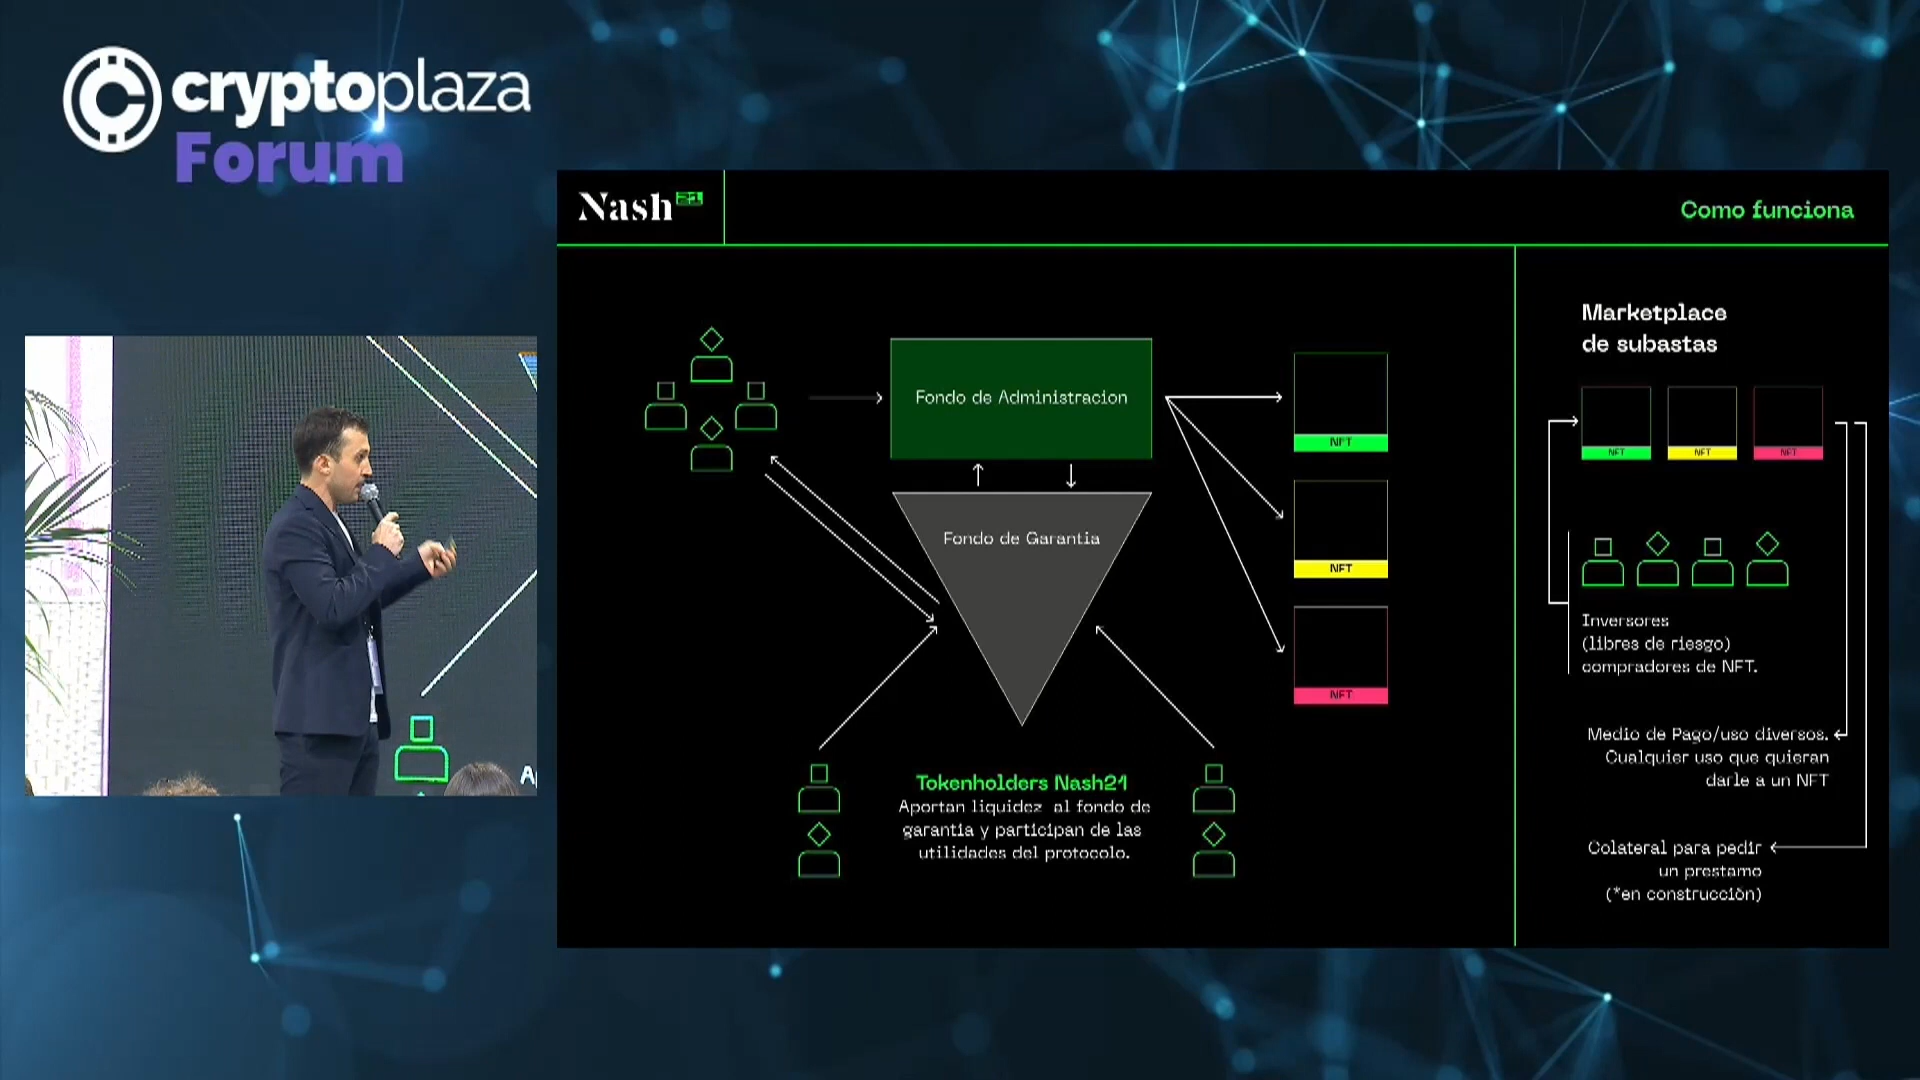 cryptoplaza
Forum
Nash21
Como funciona
Fondo de Administracion
Fondo de Garantia
NFT
NFT
NFT
Tokenholders Nash21
Aportan liquidez al fondo de
garantia y participan de las
utilidades del protocolo.
Marketplace
de subastas
NFT
NFT
NFT
Inversores
(libres de riesgo)
compradores de NFT.
Medio de Pago/uso diversos.
Cualquier uso que quieran
darle a un NFT
Colateral para pedir
un prestamo
(*en construcción)